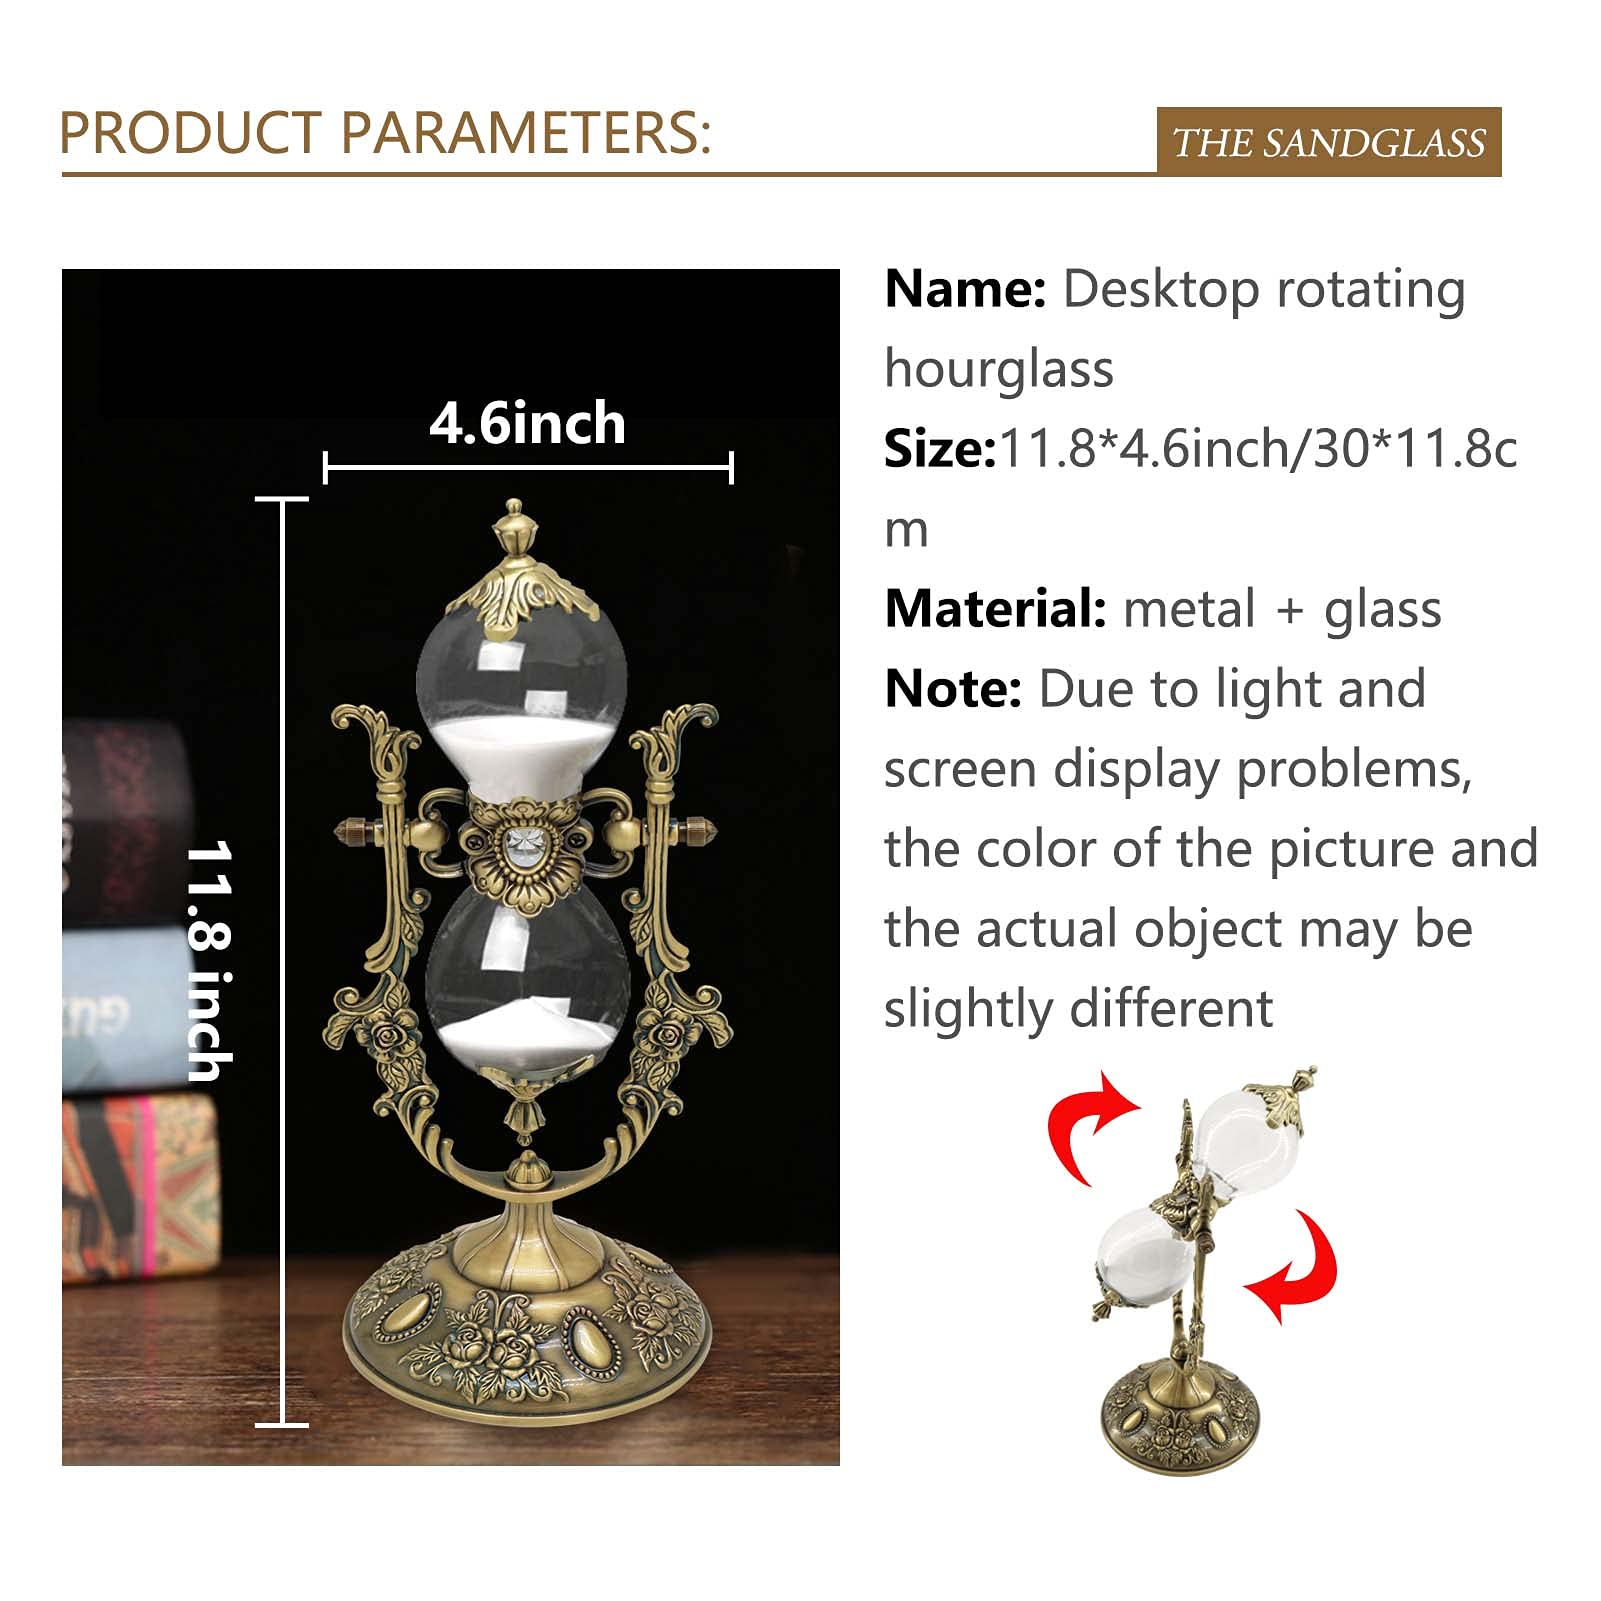 PRODUCT PARAMETERS:
THE SANDGLASS
4.6inch
11.8 inch
Name: Desktop rotating
hourglass
Size:11.8*4.6inch/30*11.8c
m
Material: metal + glass
Note: Due to light and
screen display problems,
the color of the picture and
the actual object may be
slightly different